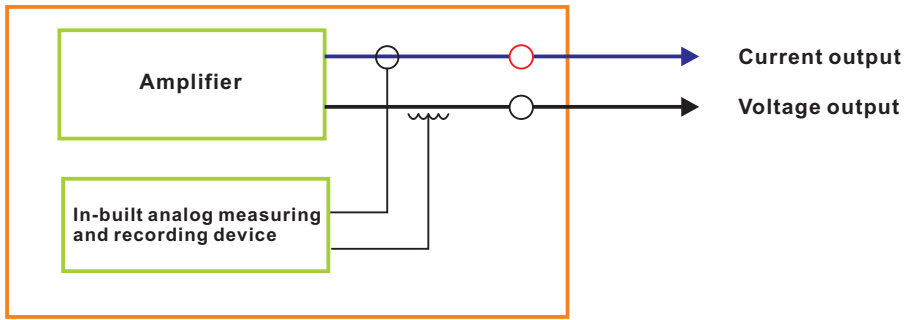 Amplifier
Current output
Voltage output
In-built analog measuring
and recording device